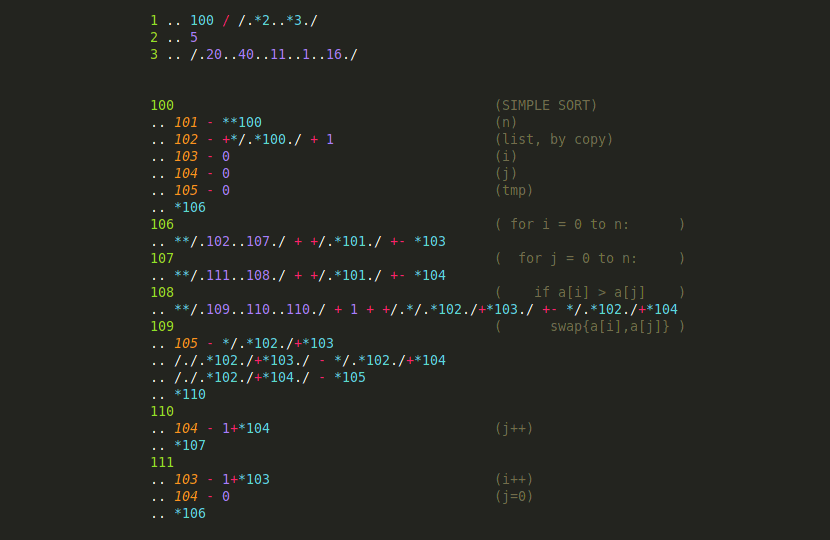 1 .. 100 / /.*2..*3./
2 .. 5
3 .. /.20..40..11..1..16./
100 (SIMPLE SORT)
.. 101 - **100 (n)
.. 102 - +*/.*100./ + 1 (list, by copy)
.. 103 - 0 (i)
.. 104 - 0 (j)
.. 105 - 0 (tmp)
.. *106
106 ( for i = 0 to n: )
.. **/.102..107./ + +/.*101./ +- *103
107 ( for j = 0 to n: )
.. **/.111..108./ + +/.*101./ +- *104
108 ( if a[i] > a[j] )
.. **/.109..110..110./ + 1 + +/.*/.*102./+*103./ +- */.*102./+*104
109 ( swap{a[i],a[j]} )
.. 105 - */.*102./+*103
.. /./.*102./+*103./ - */.*102./+*104
.. /./.*102./+*104./ - *105
.. *110
110
.. 104 - 1+*104 (j++)
.. *107
111
.. 103 - 1+*103 (i++)
.. 104 - 0 (j=0)
.. *106